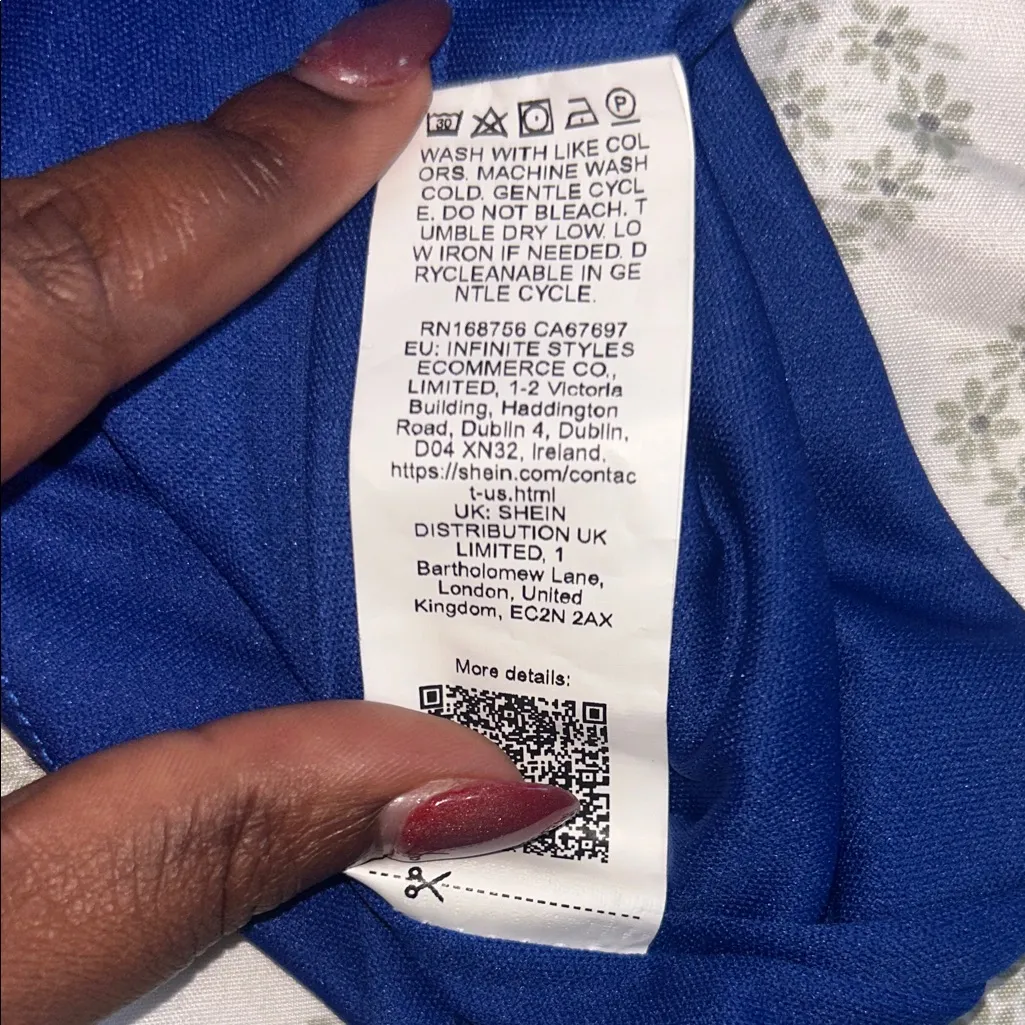 30
P
WASH WITH LIKE COL
ORS. MACHINE WASH
COLD. GENTLE CYCL
E. DO NOT BLEACH. T
UMBLE DRY LOW. LO
W IRON IF NEEDED. D
RYCLEANABLE IN GE
NTLE CYCLE.
RN168756 CA67697
EU: INFINITE STYLES
ECOMMERCE CO.,
LIMITED, 1-2 Victoria
Building, Haddington
Road, Dublin 4, Dublin,
D04 XN32, Ireland.
https://shein.com/contac
t-us.html
UK: SHEIN
DISTRIBUTION UK
LIMITED, 1
Bartholomew Lane,
London, United
Kingdom, EC2N 2AX
More details: